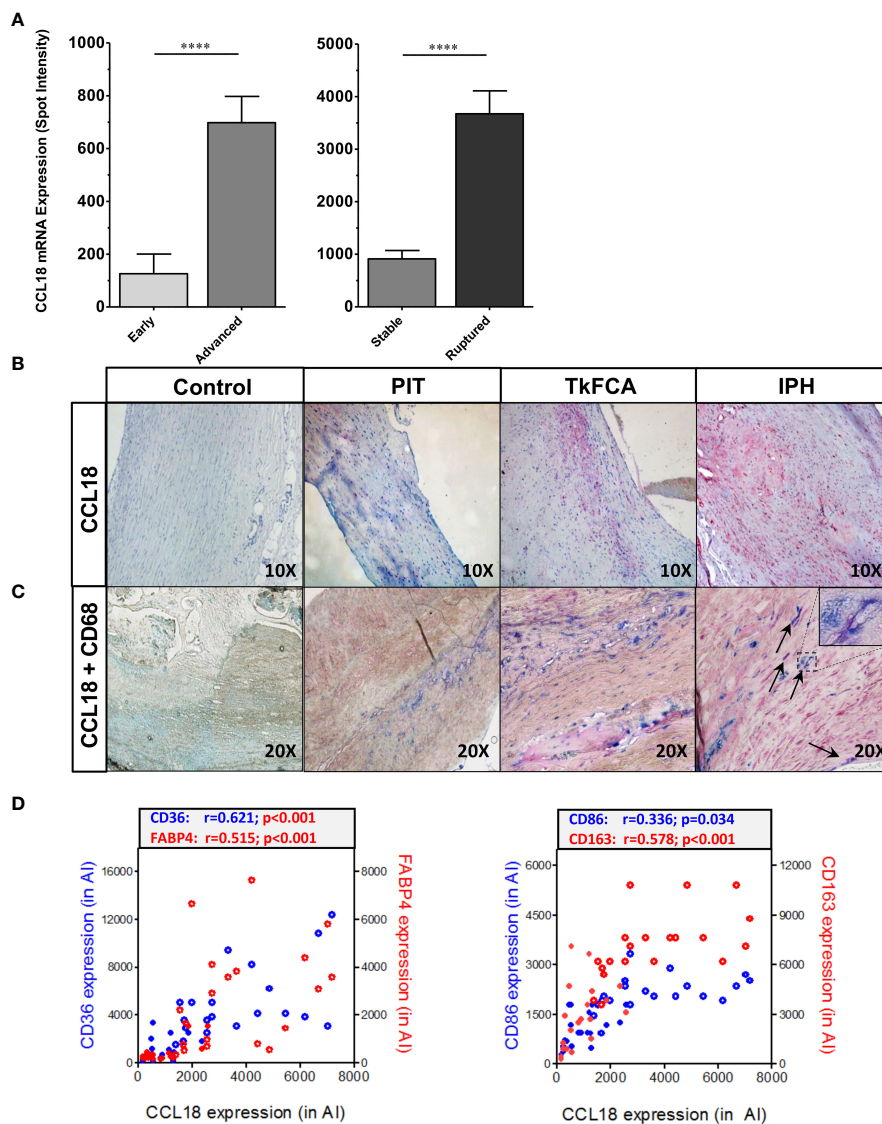 A
CCL18 mRNA Expression (Spot Intensity)
1000
800
600
400
200
0
****
Early
Advanced
5000
4000
3000
2000
1000
0
****
Stable
Ruptured
B
Control
PIT
TkFCA
IPH
CCL18
10X
10X
10X
10X
C
CCL18 + CD68
20X
20X
20X
20X
D
CD36: r=0.621; p<0.001
FABP4: r=0.515; p<0.001
CD36 expression (in AI)
16000
12000
8000
4000
0
8000
6000
4000
2000
0
FABP4 expression (in AI)
0 2000 4000 6000 8000
CCL18 expression (in AI)
CD86: r=0.336; p=0.034
CD163: r=0.578; p<0.001
CD86 expression (in AI)
6000
4500
3000
1500
0
12000
9000
6000
3000
0
CD163 expression (in AI)
0 2000 4000 6000 8000
CCL18 expression (in AI)